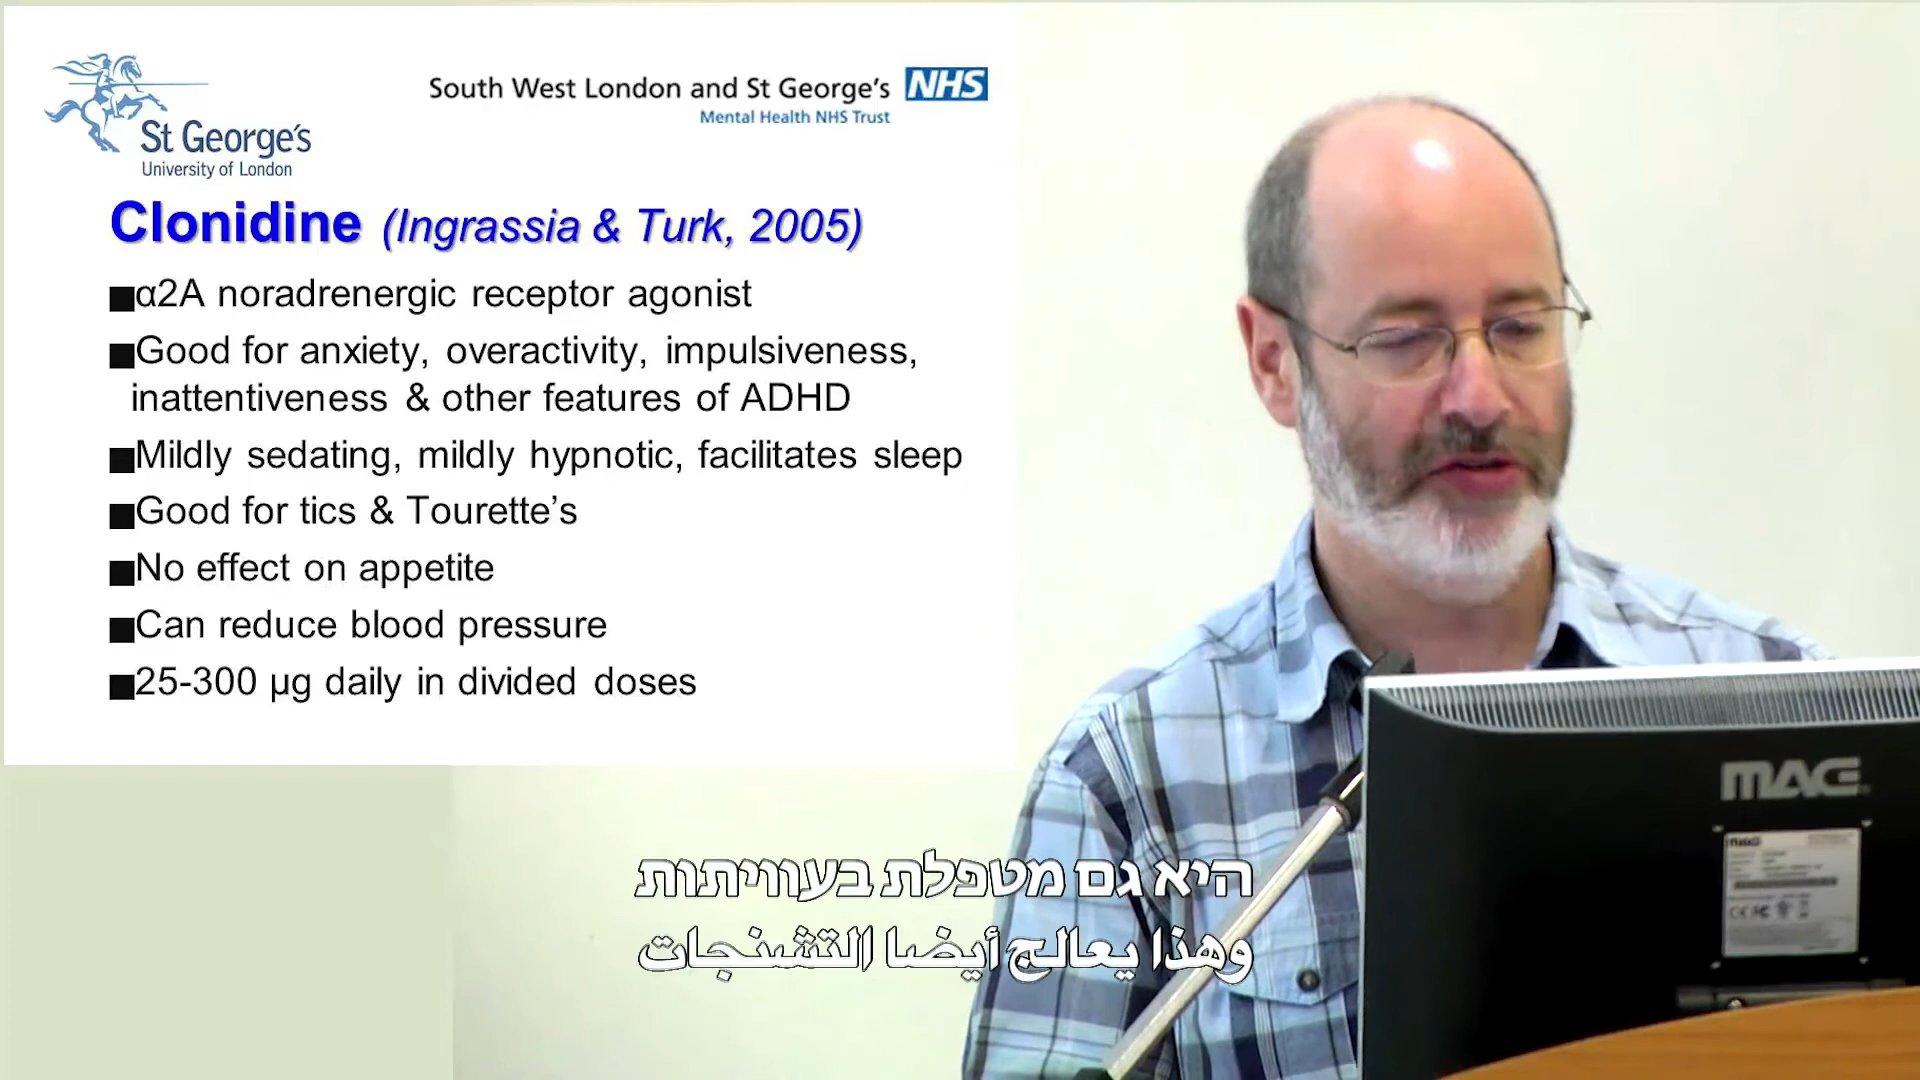 St George's
University of London
South West London and St George's NHS
Mental Health NHS Trust
Clonidine (Ingrassia & Turk, 2005)
■α2A noradrenergic receptor agonist
■Good for anxiety, overactivity, impulsiveness,
inattentiveness & other features of ADHD
■Mildly sedating, mildly hypnotic, facilitates sleep
■Good for tics & Tourette’s
■No effect on appetite
■Can reduce blood pressure
■25-300 µg daily in divided doses
MAG
היא גם מטפלת בעוויתות
وهذا يعالج أيضا التشنجات